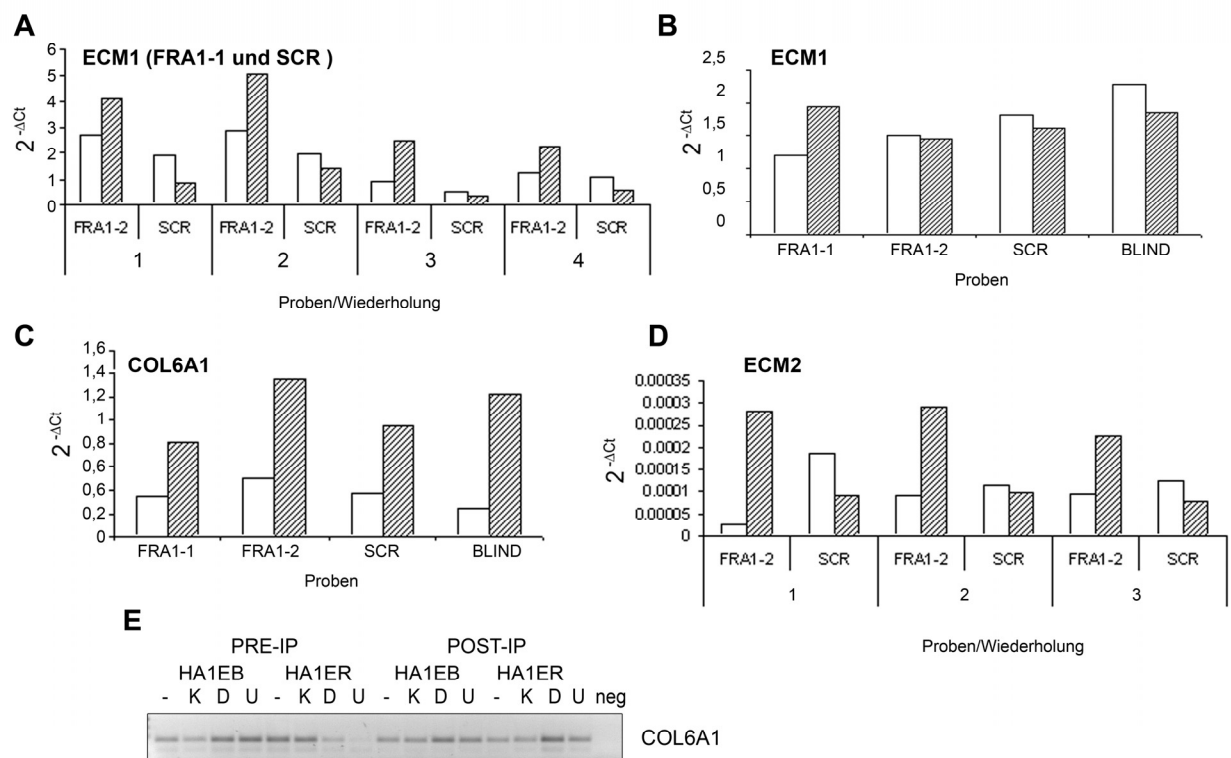 A
B
ECM1 (FRA1-1 und SCR )
ECM1
6
5
4
3
2
1
0
2 -ΔCt
FRA1-2 SCR FRA1-2 SCR FRA1-2 SCR FRA1-2 SCR
1 2 3 4
Proben/Wiederholung
2,5
2
1,5
1
0,5
0
2 -ΔCt
FRA1-1 FRA1-2 SCR BLIND
Proben
C
D
COL6A1
ECM2
1,6
1,4
1,2
1
0,8
0,6
0,6
0,2
0
2 -ΔCt
FRA1-1 FRA1-2 SCR BLIND
Proben
0.00035
0.0003
0.00025
0.0002
0.00015
0.0001
0.00005
0
2 -ΔCt
FRA1-2 SCR FRA1-2 SCR FRA1-2 SCR
1 2 3
Proben/Wiederholung
E
PRE-IP POST-IP
HA1EB HA1ER HA1EB HA1ER
- K D U - K D U - K D U - K D U neg
COL6A1